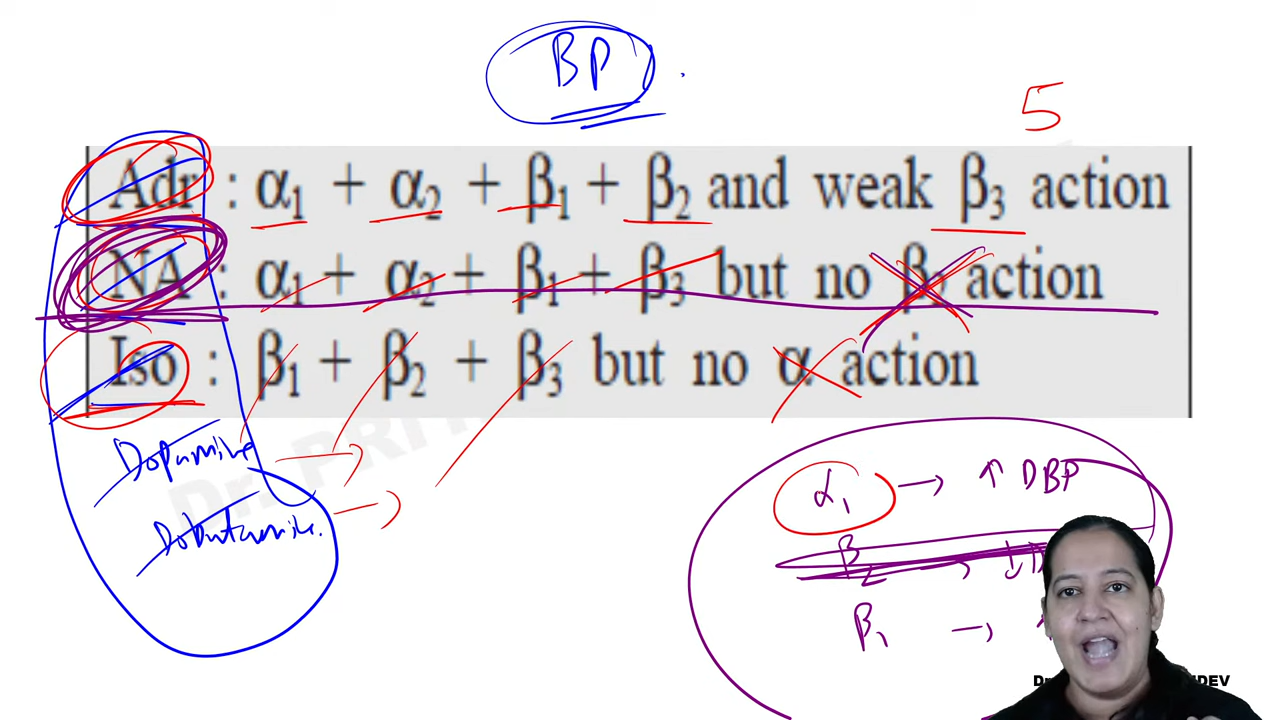 BP
5
Adr : α₁ + α₂ + β₁ + β₂ and weak β₃ action
NA : α₁ + α₂ + β₁ + β₃ but no action
Iso : β₁ + β₂ + β₃ but no α action
Dopamine
Dobutamine.
α₁ → ↑ DBP
β₂ → ↓
β₁ →